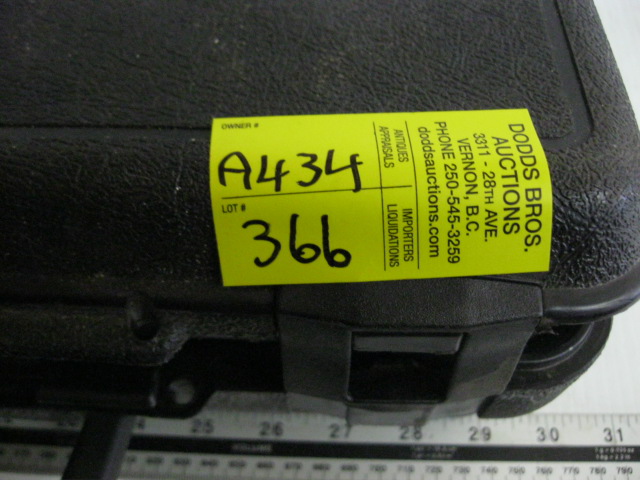 OWNER #
A434
LOT #
366
ANTIQUES
APPRAISALS
IMPORTERS
LIQUIDATIONS
DODDS BROS.
AUCTIONS
3311 - 28TH AVE.
VERNON, B.C.
PHONE 250-545-3259
doddsauctions.com
25 26 27 28 29 30 31